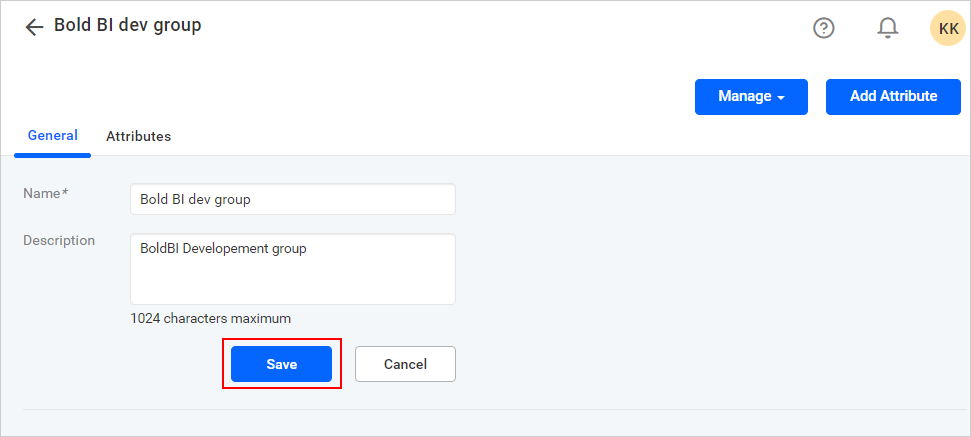 Bold BI dev group
KK
Manage
Add Attribute
General
Attributes
Name*
Bold BI dev group
Description
BoldBI Developement group
1024 characters maximum
Save
Cancel